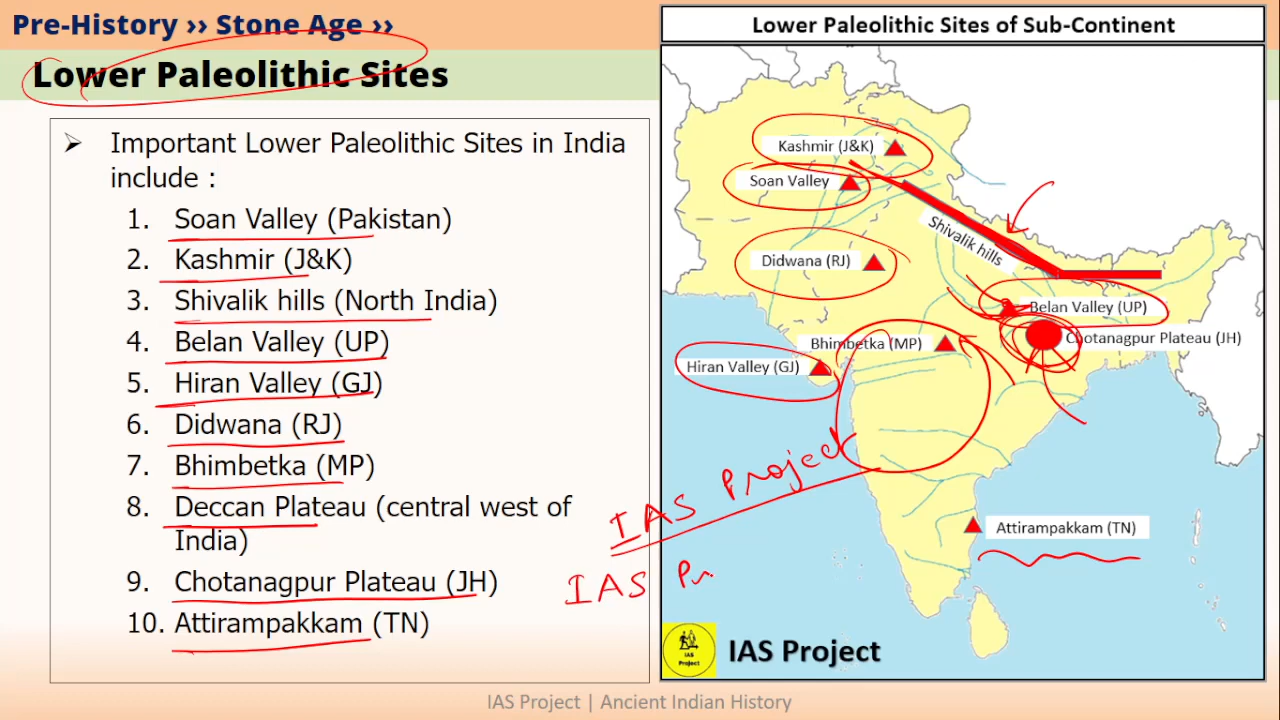 Pre-History ›› Stone Age ››
Lower Paleolithic Sites
➢ Important Lower Paleolithic Sites in India
include :
1. Soan Valley (Pakistan)
2. Kashmir (J&K)
3. Shivalik hills (North India)
4. Belan Valley (UP)
5. Hiran Valley (GJ)
6. Didwana (RJ)
7. Bhimbetka (MP)
8. Deccan Plateau (central west of
India)
9. Chotanagpur Plateau (JH)
10. Attirampakkam (TN)
Lower Paleolithic Sites of Sub-Continent
Kashmir (J&K)
Soan Valley
Shivalik hills
Didwana (RJ)
Belan Valley (UP)
Chotanagpur Plateau (JH)
Bhimbetka (MP)
Hiran Valley (GJ)
IAS Project
Attirampakkam (TN)
IAS Pr
IAS
Project
IAS Project
IAS Project | Ancient Indian History